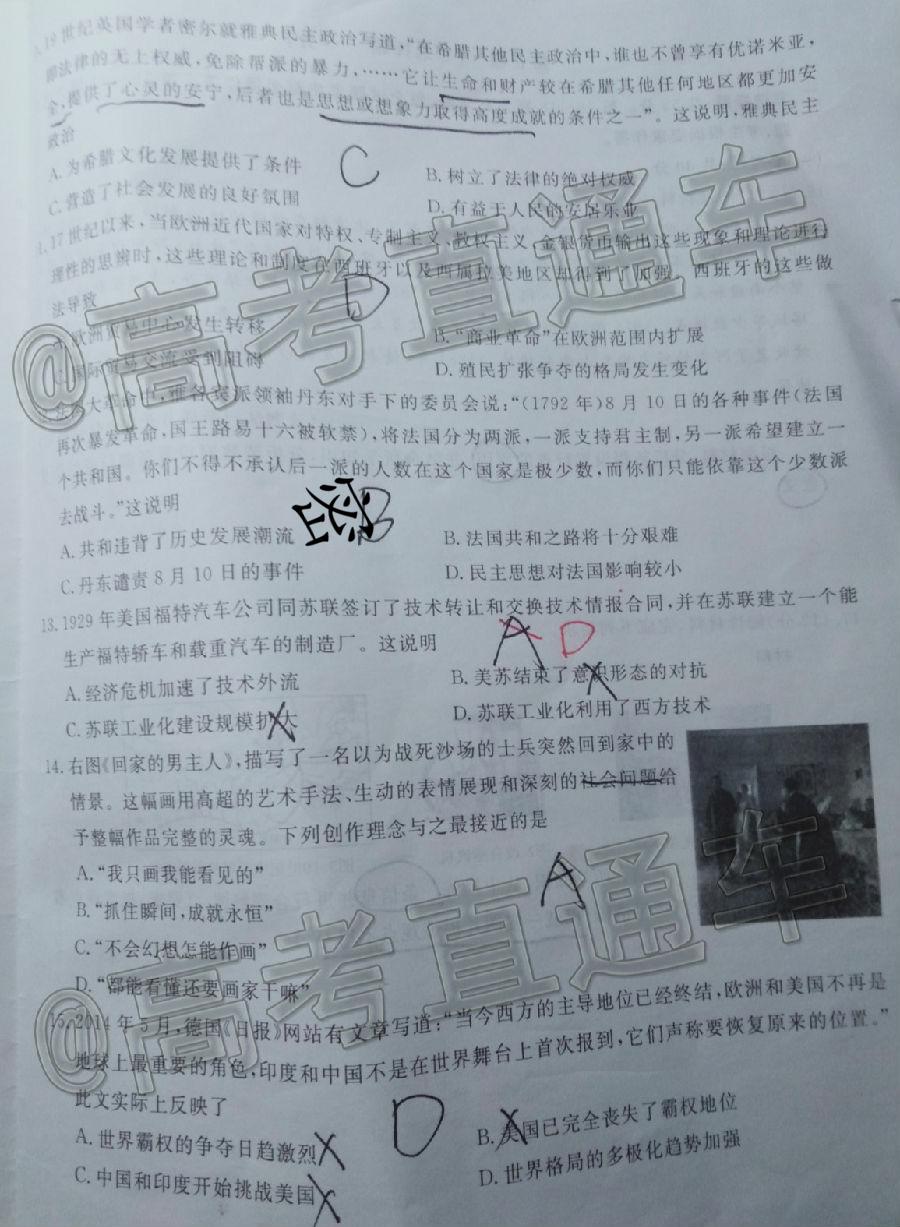 19世纪英国学者密尔就雅典民主政治写道,“在希腊其他民主政治中,谁也不曾享有优诺米亚,
即法律的无上权威,免除帮派的暴力,……它让生命和财产较在希腊其他任何地区都更加安
全,提供了心灵的安宁,后者也是思想或想象力取得高度成就的条件之一”。这说明,雅典民主
政治
A.为希腊文化发展提供了条件
B.树立了法律的绝对权威
C
C.营造了社会发展的良好氛围
D.有益于人民的安居乐业
17世纪以来,当欧洲近代国家对特权、专制主义、教权主义、金银货币输出这些现象和理论进行
理性的思辨时,这些理论和制度在西班牙以及西属拉美地区却得到了加强。西班牙的这些做
法导致
D
A.欧洲贸易中心发生转移
B.“商业革命”在欧洲范围内扩展
C.国际贸易交流受到阻碍
D.殖民扩张争夺的格局发生变化
大革命中,雅各宾派领袖丹东对手下的委员会说:“(1792年)8月10日的各种事件(法国
再次暴发革命,国王路易十六被软禁),将法国分为两派,一派支持君主制,另一派希望建立一
个共和国。你们不得不承认后一派的人数在这个国家是极少数,而你们只能依靠这个少数派
去战斗。”这说明
密
B
A.共和违背了历史发展潮流
B.法国共和之路将十分艰难
C.丹东谴责8月10日的事件
D.民主思想对法国影响较小
13.1929年美国福特汽车公司同苏联签订了技术转让和交换技术情报合同,并在苏联建立一个能
生产福特轿车和载重汽车的制造厂。这说明
A D
A.经济危机加速了技术外流
B.美苏结束了意识形态的对抗
C.苏联工业化建设规模扩大
D.苏联工业化利用了西方技术
14.右图《回家的男主人》,描写了一名以为战死沙场的士兵突然回到家中的
情景。这幅画用高超的艺术手法、生动的表情展现和深刻的社会问题给
予整幅作品完整的灵魂。下列创作理念与之最接近的是
A.“我只画我能看见的”
A
B.“抓住瞬间,成就永恒”
C.“不会幻想怎能作画”
D.“都能看懂还要画家干嘛”
15.2014年5月,德国《日报》网站有文章写道:“当今西方的主导地位已经终结,欧洲和美国不再是
地球上最重要的角色,印度和中国不是在世界舞台上首次报到,它们声称要恢复原来的位置。”
此文实际上反映了
D
A.世界霸权的争夺日趋激烈
B.美国已完全丧失了霸权地位
C.中国和印度开始挑战美国
D.世界格局的多极化趋势加强
@高考直通车
@高考直通车